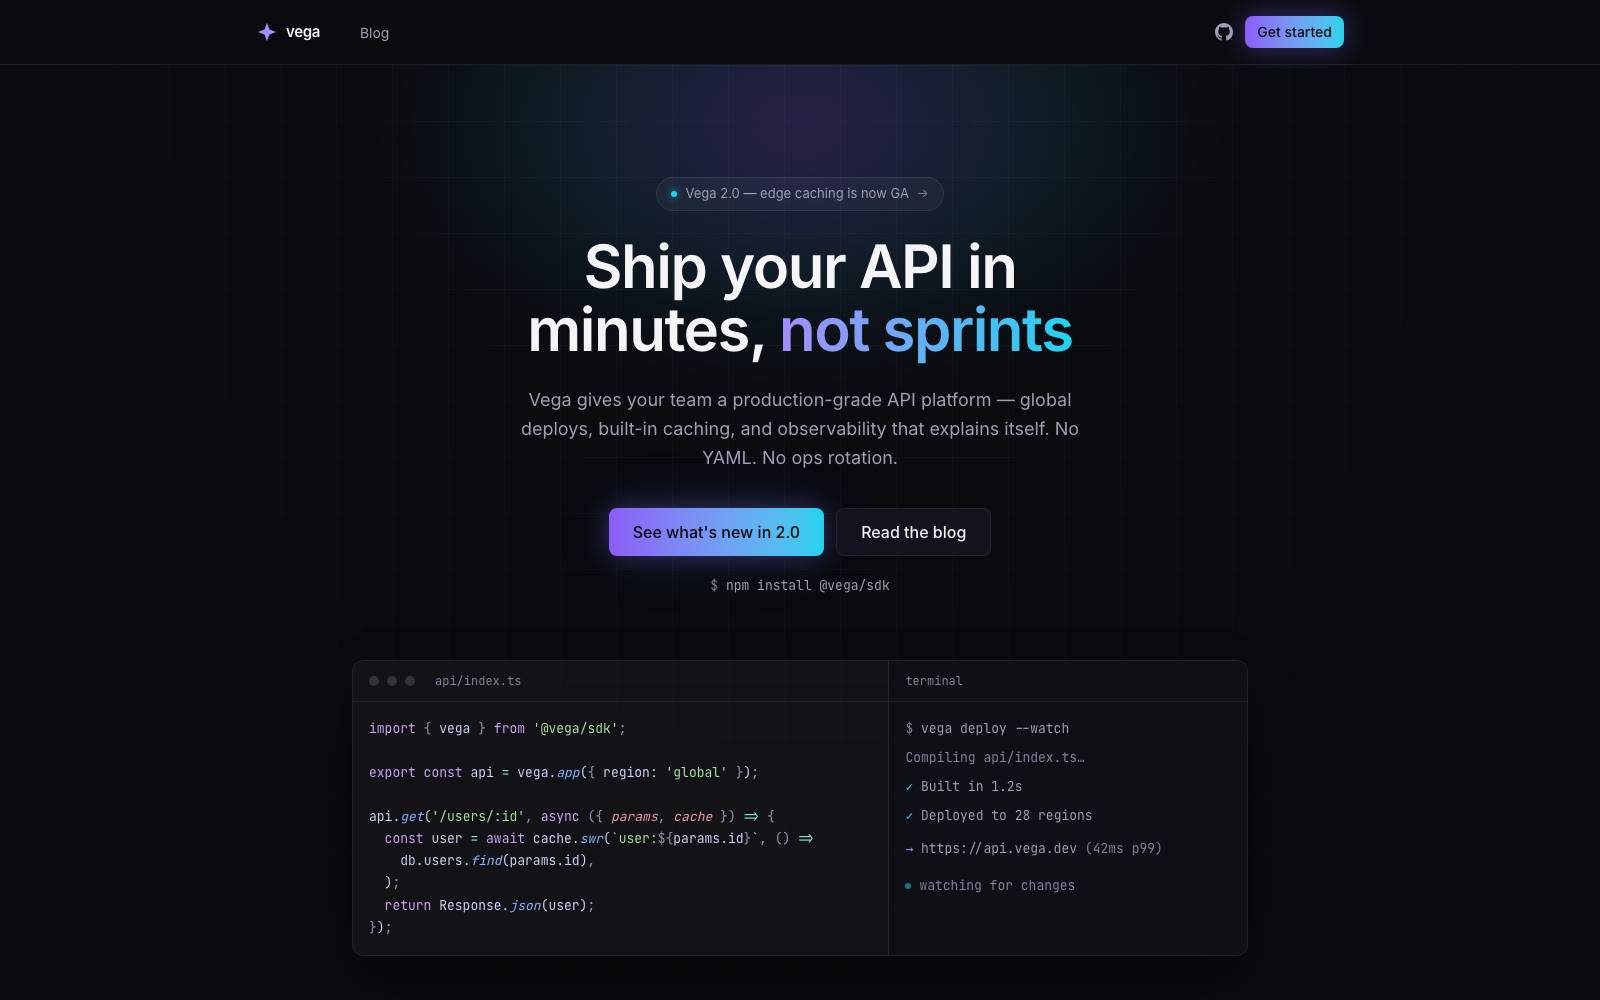 vega
Blog
Get started
Vega 2.0 — edge caching is now GA →
Ship your API in
minutes, not sprints
Vega gives your team a production-grade API platform — global
deploys, built-in caching, and observability that explains itself. No
YAML. No ops rotation.
See what's new in 2.0
Read the blog
$ npm install @vega/sdk
api/index.ts
import { vega } from '@vega/sdk';
export const api = vega.app({ region: 'global' });
api.get('/users/:id', async ({ params, cache }) => {
  const user = await cache.swr(`user:${params.id}`, () =>
    db.users.find(params.id),
  );
  return Response.json(user);
});
terminal
$ vega deploy --watch
Compiling api/index.ts…
✓ Built in 1.2s
✓ Deployed to 28 regions
→ https://api.vega.dev (42ms p99)
watching for changes